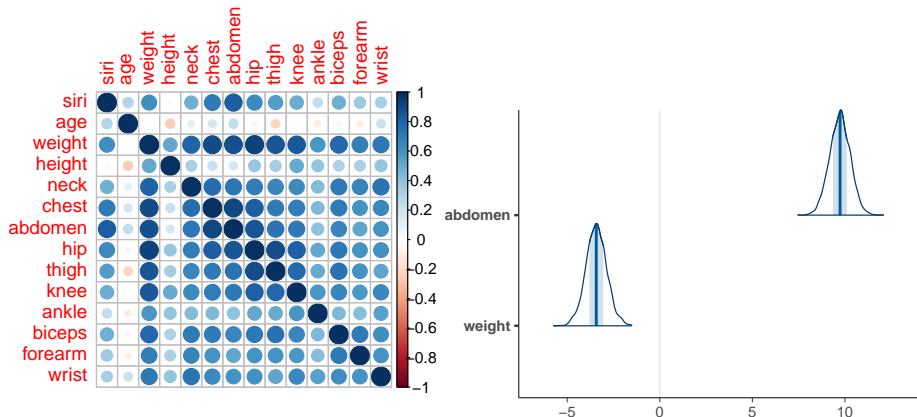 siri age weight height neck chest abdomen hip thigh knee ankle biceps forearm wrist
siri
age
weight
height
neck
chest
abdomen
hip
thigh
knee
ankle
biceps
forearm
wrist
1
0.8
0.6
0.4
0.2
0
−0.2
−0.4
−0.6
−0.8
−1
abdomen
weight
−5 0 5 10